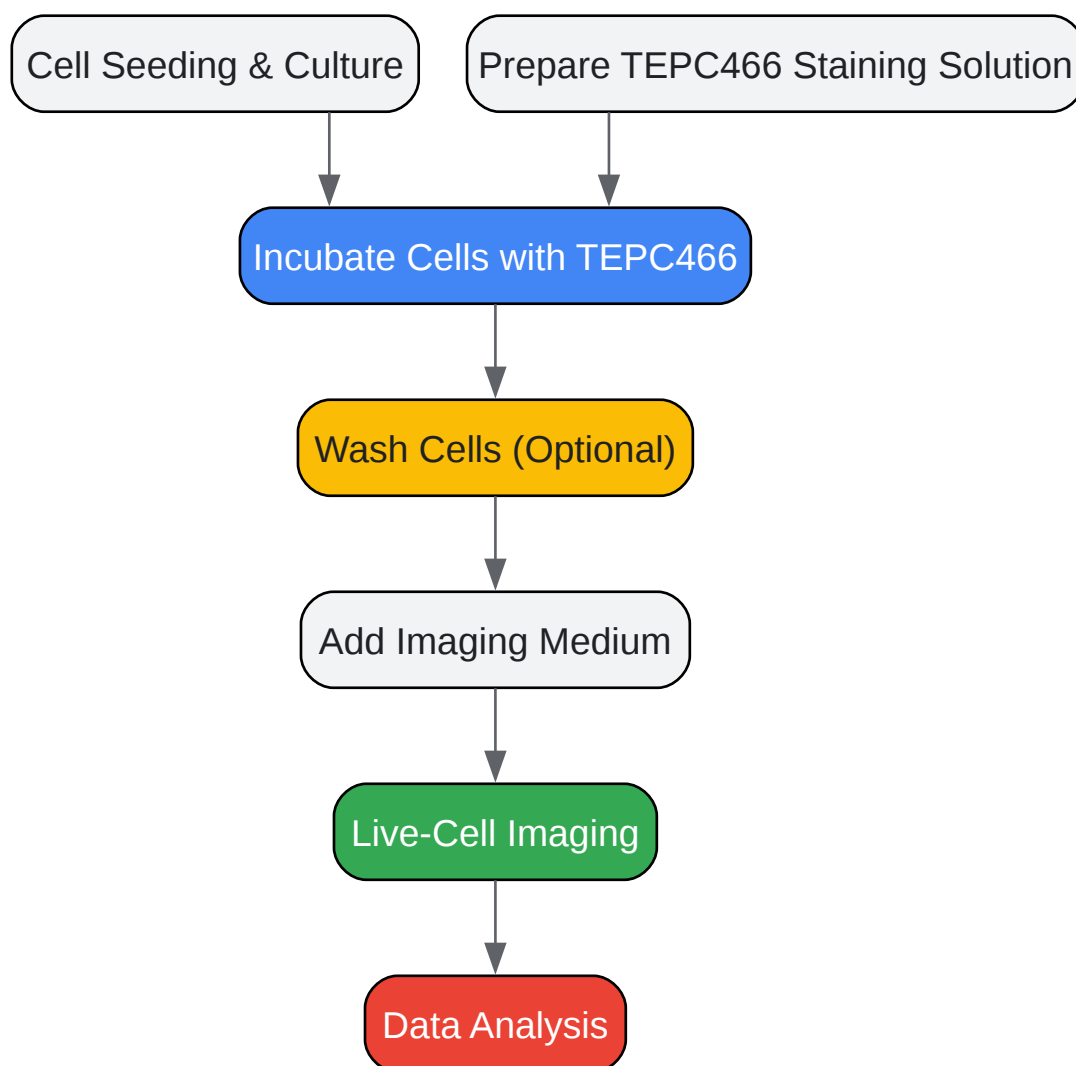 Cell Seeding & Culture
Prepare TEPC466 Staining Solution
Incubate Cells with TEPC466
Wash Cells (Optional)
Add Imaging Medium
Live-Cell Imaging
Data Analysis